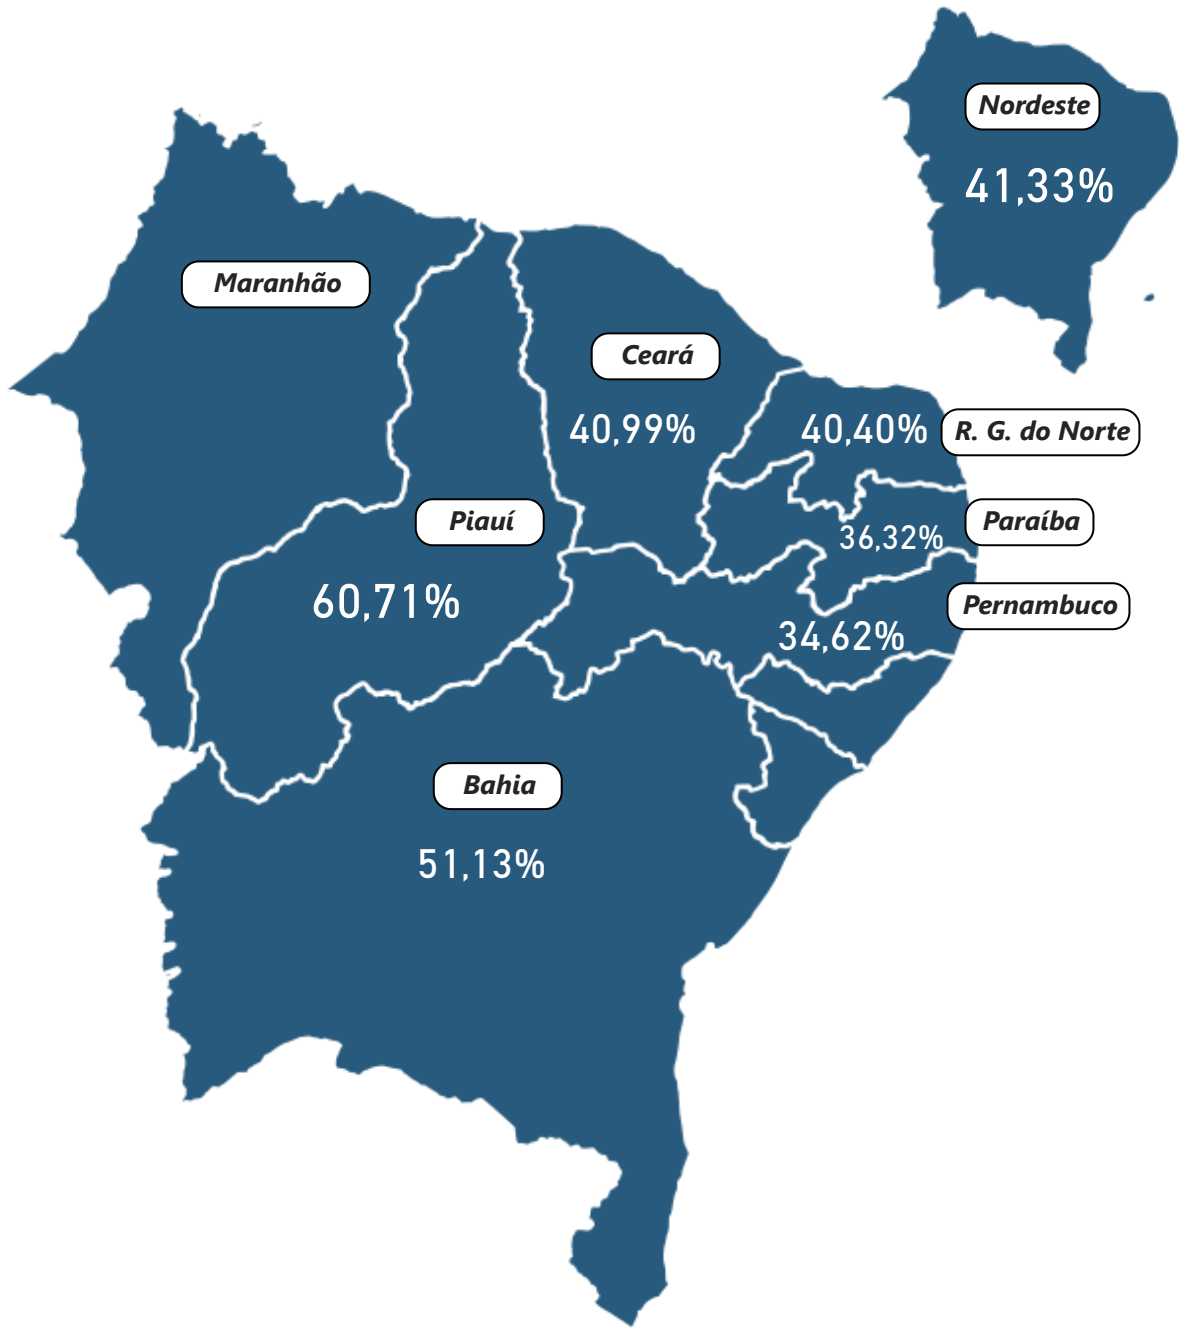 Nordeste
41,33%
Maranhão
Ceará
40,99%
40,40%
R. G. do Norte
Piauí
60,71%
Paraíba
36,32%
Pernambuco
34,62%
Bahia
51,13%